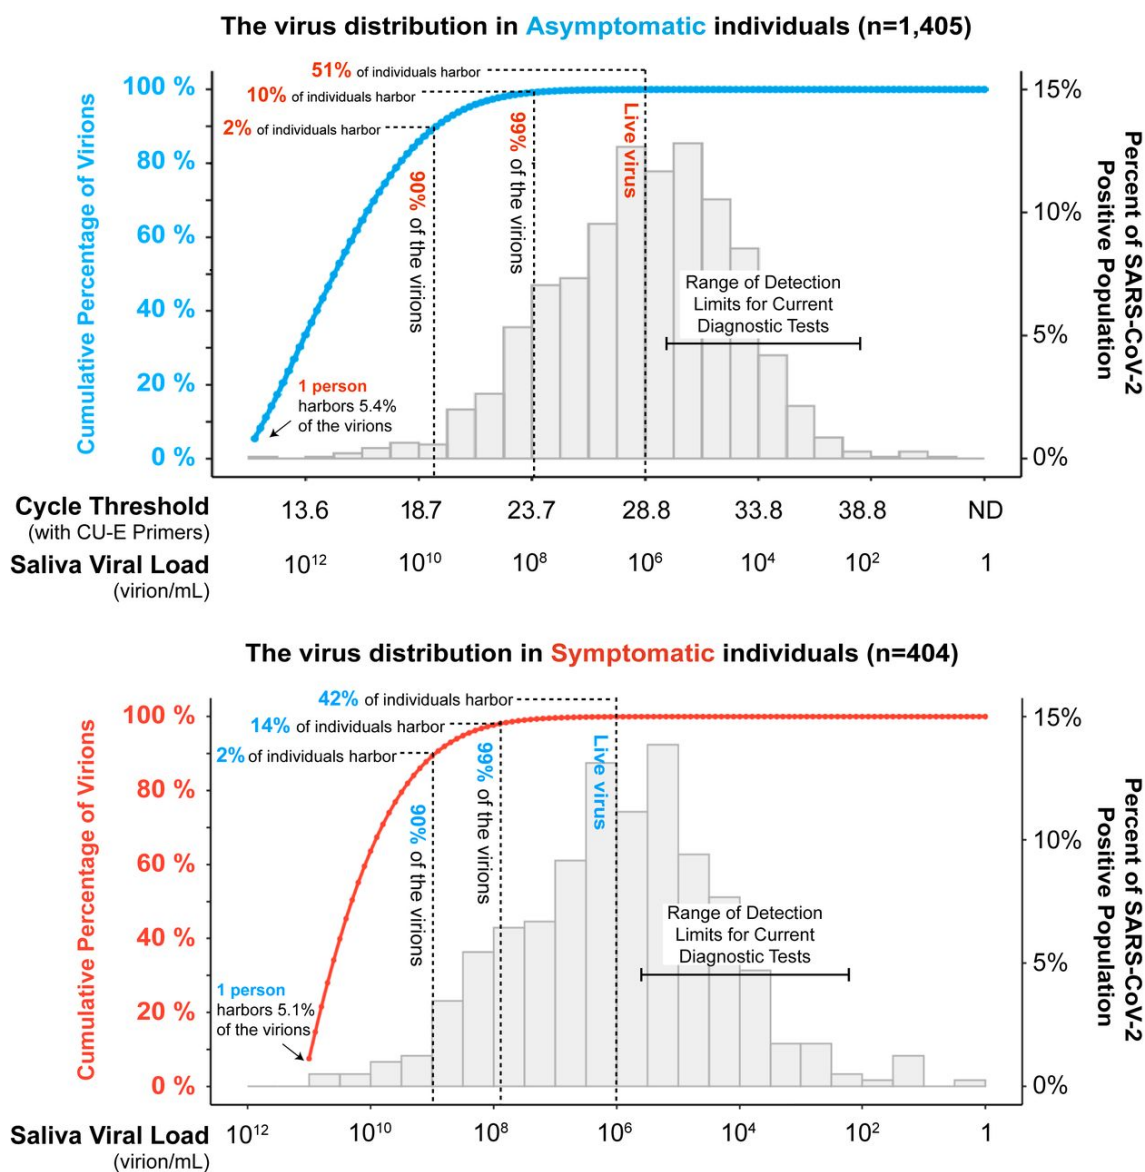 The virus distribution in Asymptomatic individuals (n=1,405)
51% of individuals harbor
10% of individuals harbor
2% of individuals harbor
100 %
80 %
60 %
40 %
20 %
0 %
Cumulative Percentage of Virions
90% of the virions
99% of the virions
Live virus
1 person
harbors 5.4%
of the virions
Range of Detection
Limits for Current
Diagnostic Tests
15%
10%
5%
0%
Percent of SARS-CoV-2
Positive Population
Cycle Threshold
(with CU-E Primers)
13.6 18.7 23.7 28.8 33.8 38.8 ND
Saliva Viral Load
(virion/mL)
10¹² 10¹⁰ 10⁸ 10⁶ 10⁴ 10² 1
The virus distribution in Symptomatic individuals (n=404)
42% of individuals harbor
14% of individuals harbor
2% of individuals harbor
100 %
80 %
60 %
40 %
20 %
0 %
Cumulative Percentage of Virions
90% of the virions
99% of the virions
Live virus
1 person
harbors 5.1%
of the virions
Range of Detection
Limits for Current
Diagnostic Tests
15%
10%
5%
0%
Percent of SARS-CoV-2
Positive Population
Saliva Viral Load
(virion/mL)
10¹² 10¹⁰ 10⁸ 10⁶ 10⁴ 10² 1